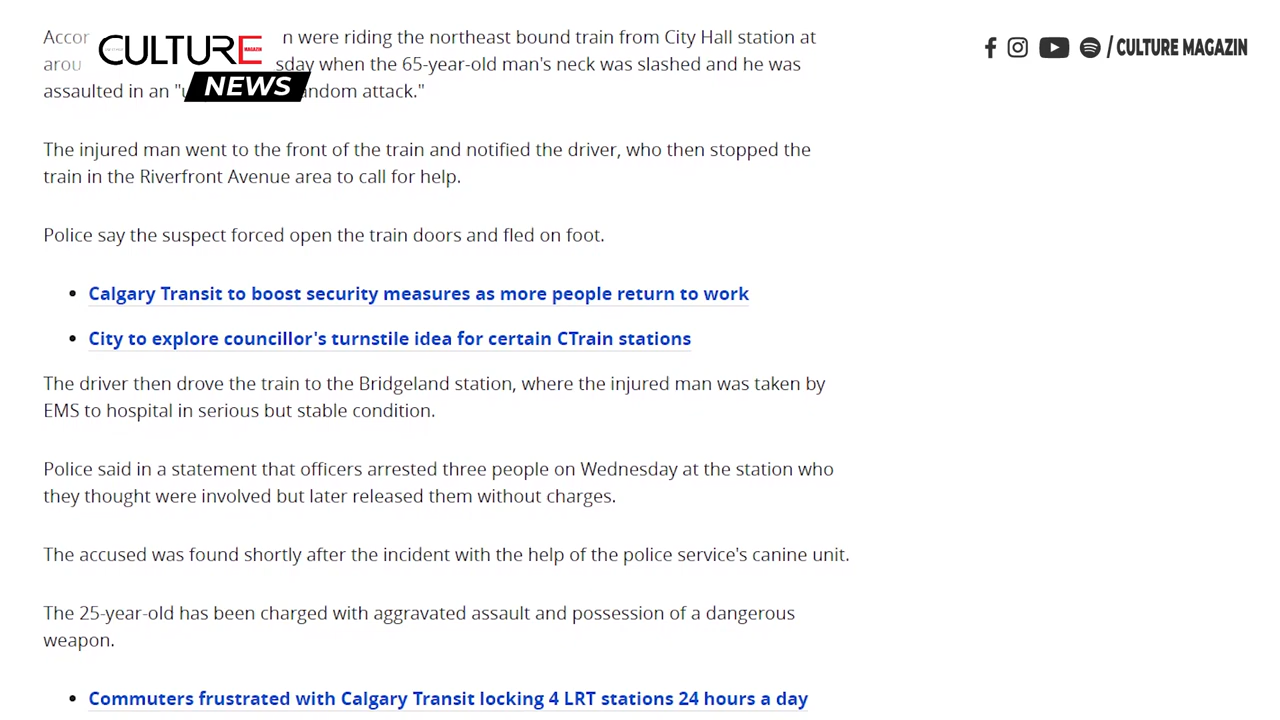 Accor
CULTURE
MAGAZIN
NEWS
/ CULTURE MAGAZIN
n were riding the northeast bound train from City Hall station at
arou sday when the 65-year-old man's neck was slashed and he was
assaulted in an "u andom attack."
The injured man went to the front of the train and notified the driver, who then stopped the
train in the Riverfront Avenue area to call for help.
Police say the suspect forced open the train doors and fled on foot.
• Calgary Transit to boost security measures as more people return to work
• City to explore councillor's turnstile idea for certain CTrain stations
The driver then drove the train to the Bridgeland station, where the injured man was taken by
EMS to hospital in serious but stable condition.
Police said in a statement that officers arrested three people on Wednesday at the station who
they thought were involved but later released them without charges.
The accused was found shortly after the incident with the help of the police service's canine unit.
The 25-year-old has been charged with aggravated assault and possession of a dangerous
weapon.
• Commuters frustrated with Calgary Transit locking 4 LRT stations 24 hours a day